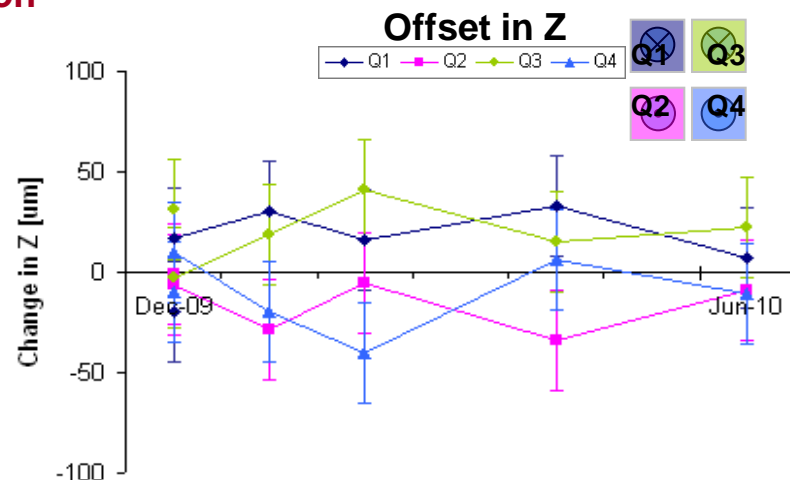 on
Offset in Z
Q1 Q2 Q3 Q4
Q1 Q3
Q2 Q4
Change in Z [um]
100
50
0
-50
-100
Dec-09 Jun-10